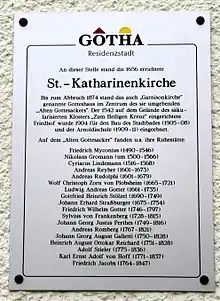 GOTHA
Residenzstadt
An dieser Stelle stand die 1656 errichtete
St.-Katharinenkirche
Bis zum Abbruch 1874 stand das auch „Garnisonkirche"
genannte Gotteshaus im Zentrum des sie umgebenden
„Alten Gottesackers". Der 1542 auf dem Gelände des säku-
larisierten Klosters „Zum Heiligen Kreuz" eingerichtete
Friedhof wurde 1904 für den Bau des Stadtbades (1905-08)
und der Arnoldischule (1909-11) eingeebnet.
Auf dem „Alten Gottesacker" fanden u.a. ihre Ruhestätte:
Friedrich Myconius (1490-1546)
Nikolaus Gromann (um 1500-1566)
Cyriacus Lindemann (1516-1568)
Andreas Reyher (1601-1673)
Andreas Rudolphi (1601-1679)
Wolf Christoph Zorn von Plobsheim (1665-1721)
Ludwig Andreas Gotter (1661-1735)
Gottfried Heinrich Stölzel (1690-1749)
Johann Erhard Straßburger (1675-1754)
Friedrich Wilhelm Gotter (1746-1797)
Sylvius von Frankenberg (1728-1815)
Johann Georg Justus Perthes (1749-1816)
Andreas Romberg (1767-1821)
Johann Georg August Galletti (1750-1828)
Heinrich August Ottokar Reichard (1751-1828)
Adolf Stieler (1775-1836)
Karl Ernst Adolf von Hoff (1771-1837)
Friedrich Jacobs (1764-1847)